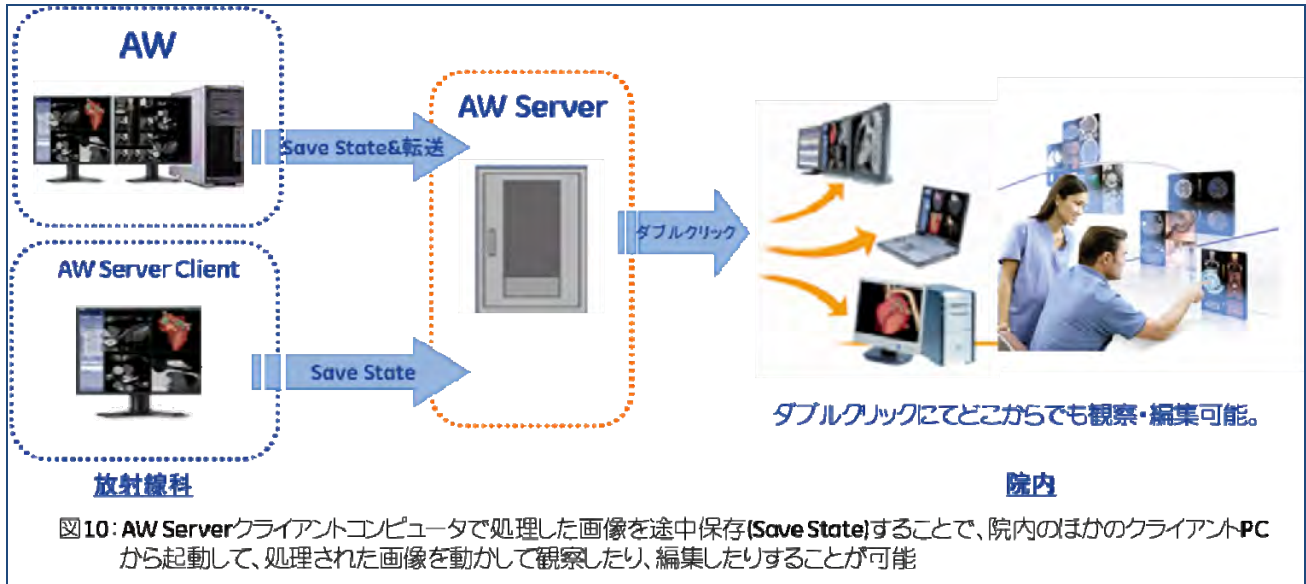 AW
Save State&転送
AW Server
ダブルクリック
AW Server Client
Save State
ダブルクリックにてどこからでも観察・編集可能。
放射線科
院内
図10：AW Serverクライアントコンピュータで処理した画像を途中保存(Save State)することで、院内のほかのクライアントPC
から起動して、処理された画像を動かして観察したり、編集したりすることが可能